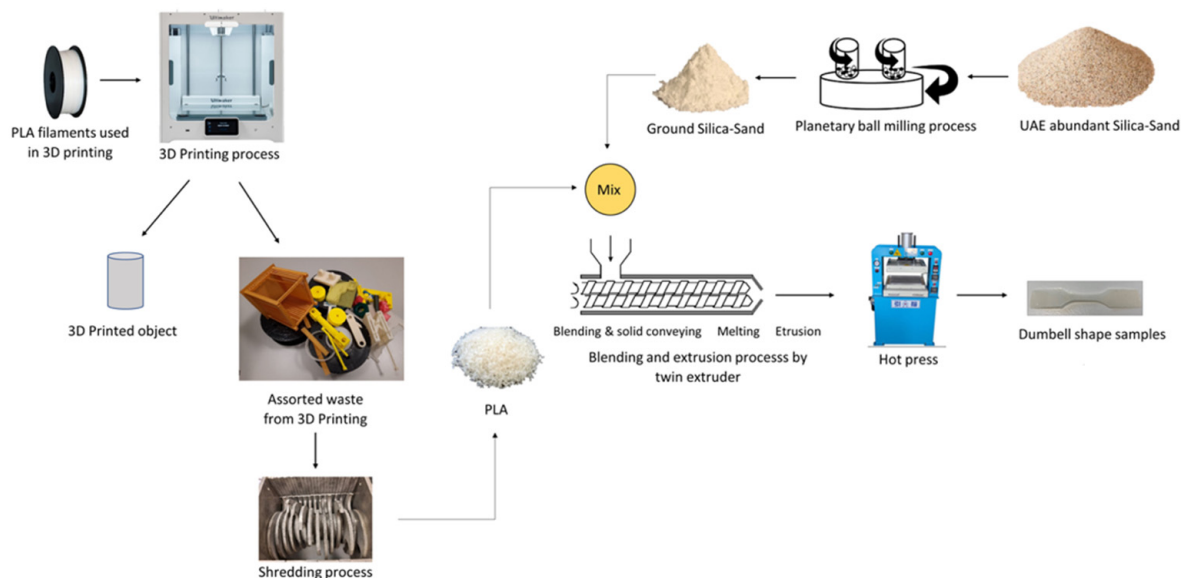 Ultimaker
PLA filaments used
in 3D printing
3D Printing process
3D Printed object
Assorted waste
from 3D Printing
Shredding process
PLA
Mix
Ground Silica-Sand
Planetary ball milling process
UAE abundant Silica-Sand
Blending & solid conveying
Melting
Etrusion
Blending and extrusion processs by
twin extruder
Hot press
Dumbell shape samples